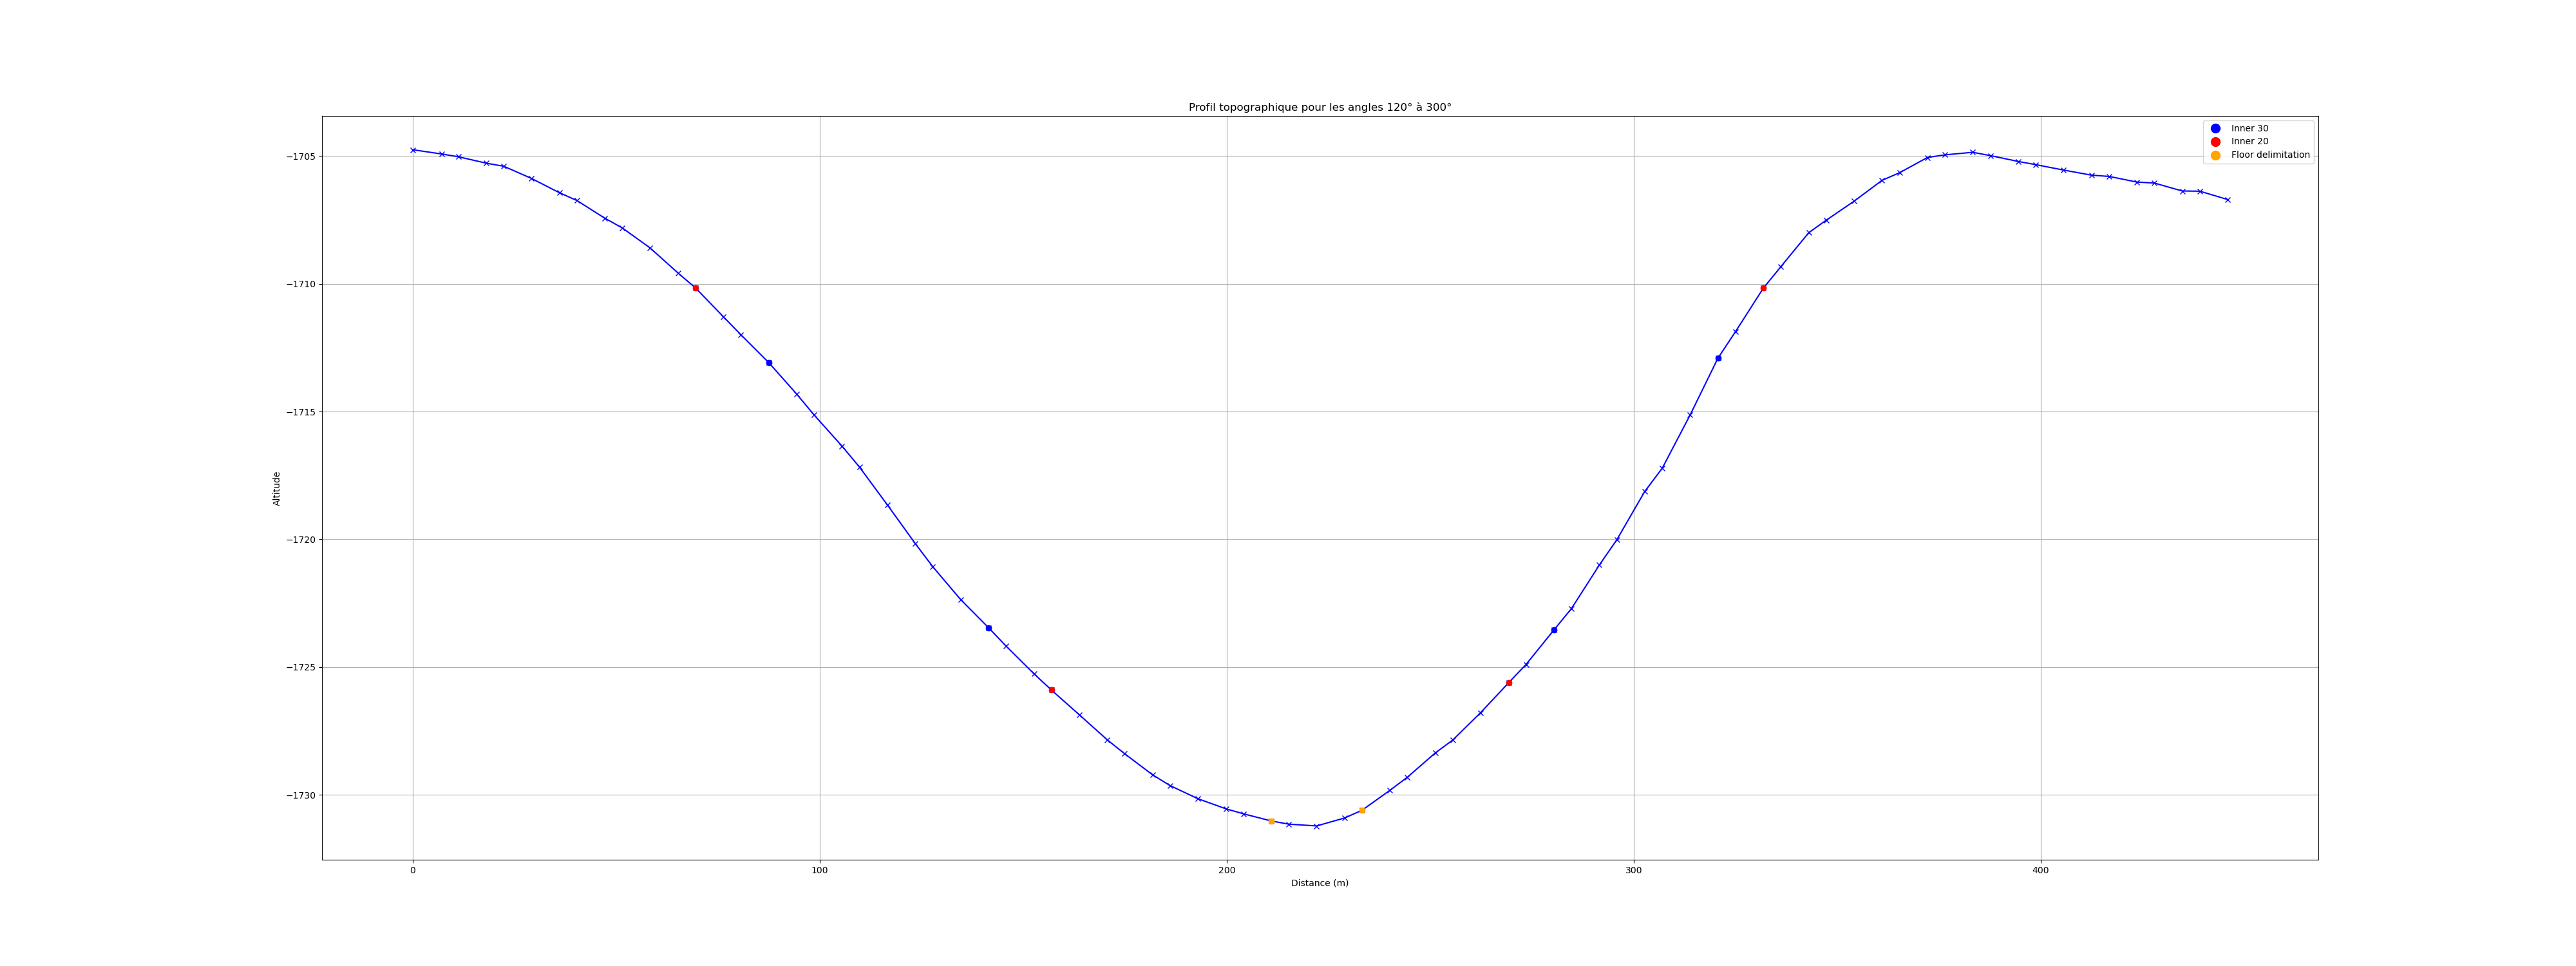 Profil topographique pour les angles 120° à 300°
Inner 30
Inner 20
Floor delimitation
Altitude
−1705
−1710
−1715
−1720
−1725
−1730
0 100 200 300 400
Distance (m)